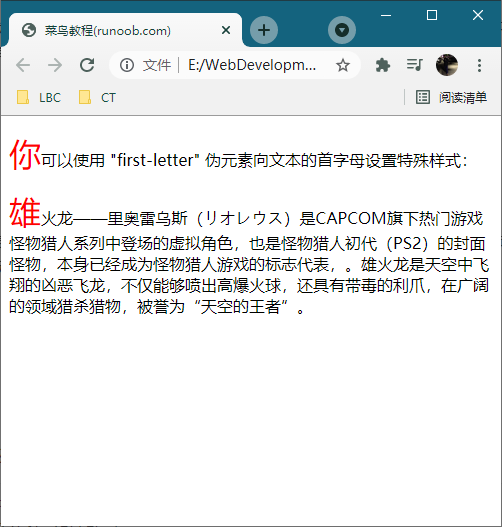 菜鸟教程(runoob.com)
文件 | E:/WebDevelopm...
LBC CT 阅读清单
你可以使用 "first-letter" 伪元素向文本的首字母设置特殊样式：
雄火龙——里奥雷乌斯（リオレウス）是CAPCOM旗下热门游戏
怪物猎人系列中登场的虚拟角色，也是怪物猎人初代（PS2）的封面
怪物，本身已经成为怪物猎人游戏的标志代表，。雄火龙是天空中飞
翔的凶恶飞龙，不仅能够喷出高爆火球，还具有带毒的利爪，在广阔
的领域猎杀猎物，被誉为“天空的王者”。